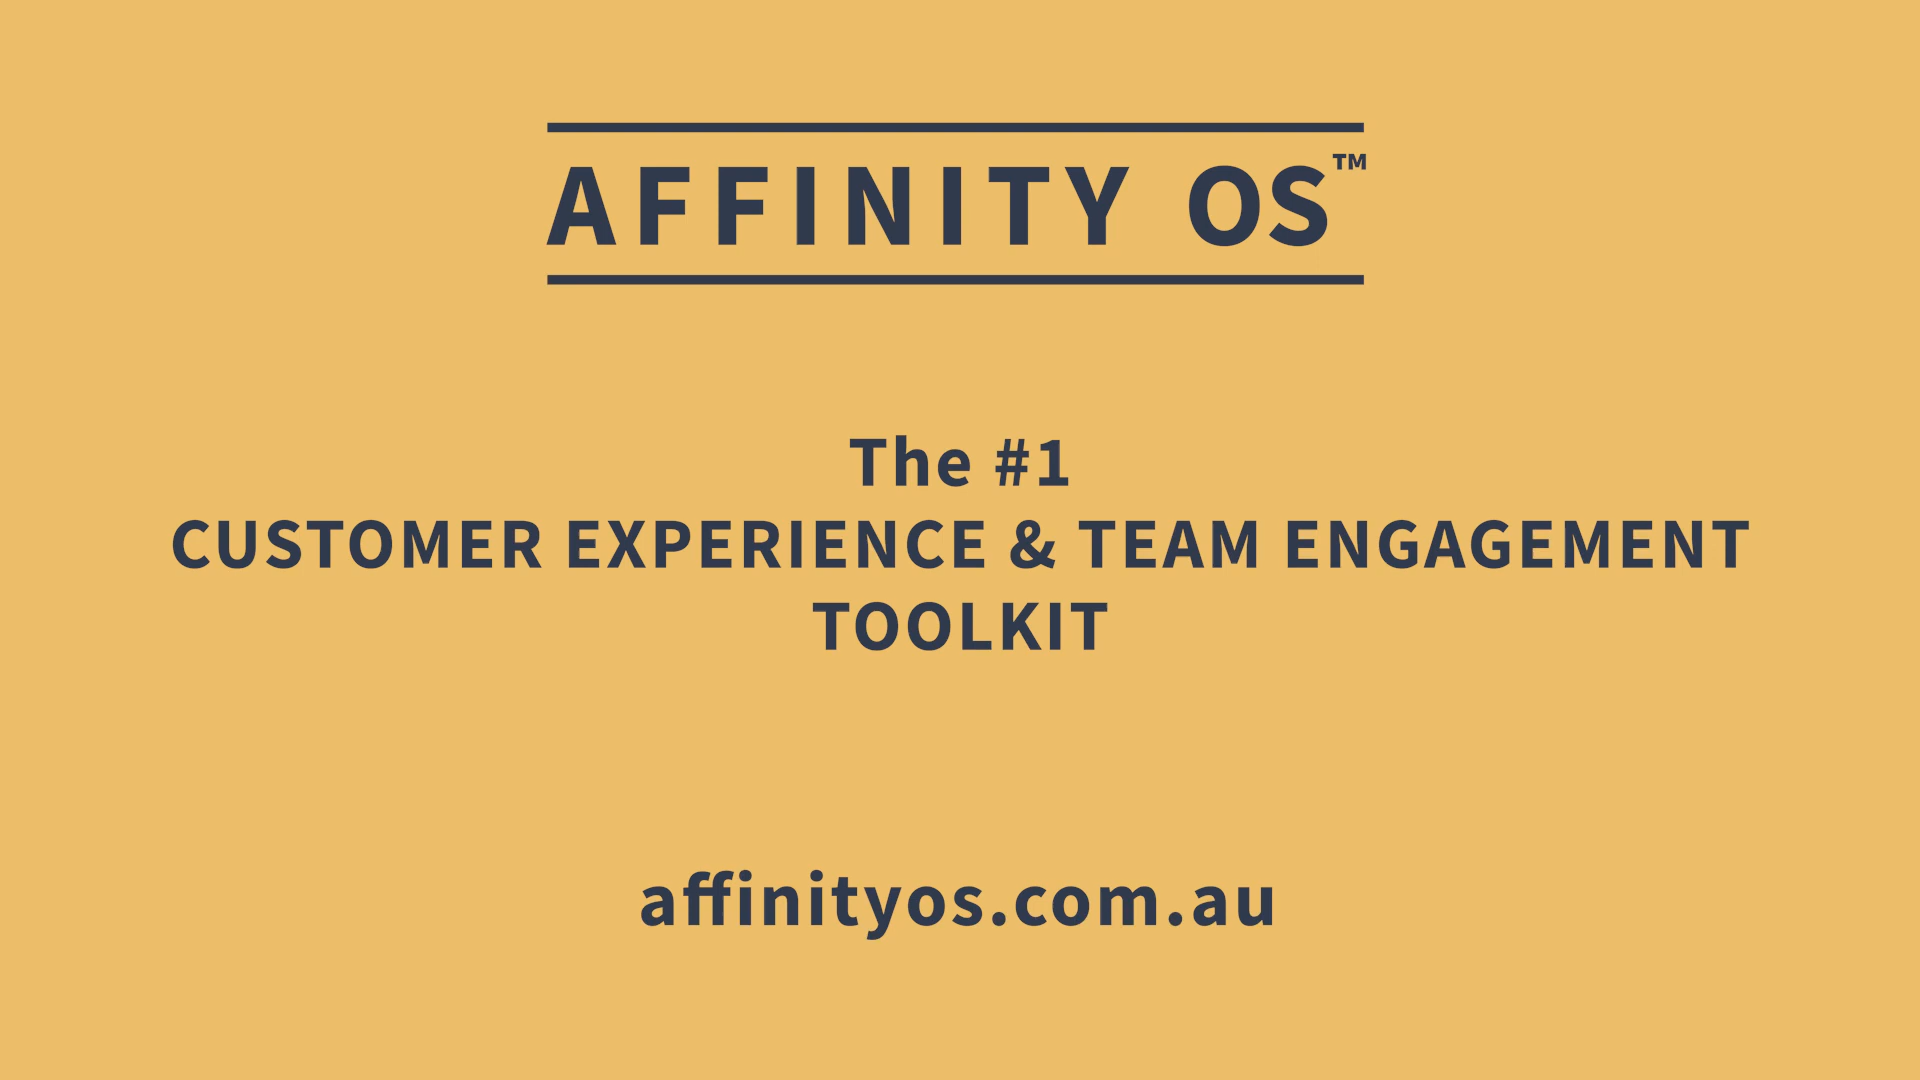 AFFINITY OS™
The #1
CUSTOMER EXPERIENCE & TEAM ENGAGEMENT
TOOLKIT
affinityos.com.au